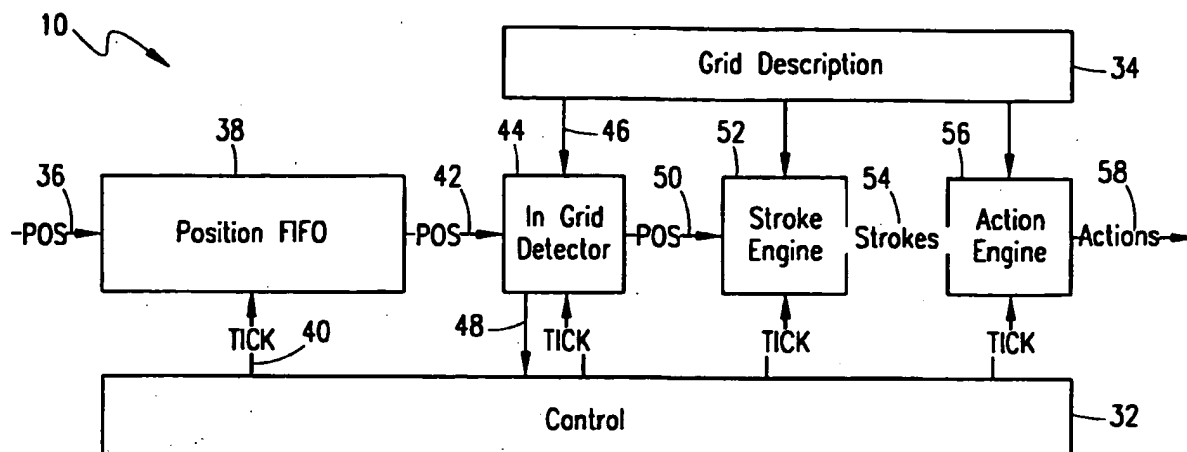 10
Grid Description
34
38
44
46
52
56
36
42
50
54
58
POS
Position FIFO
POS
In Grid
Detector
POS
Stroke
Engine
Strokes
Action
Engine
Actions
TICK
40
48
TICK
TICK
TICK
Control
32